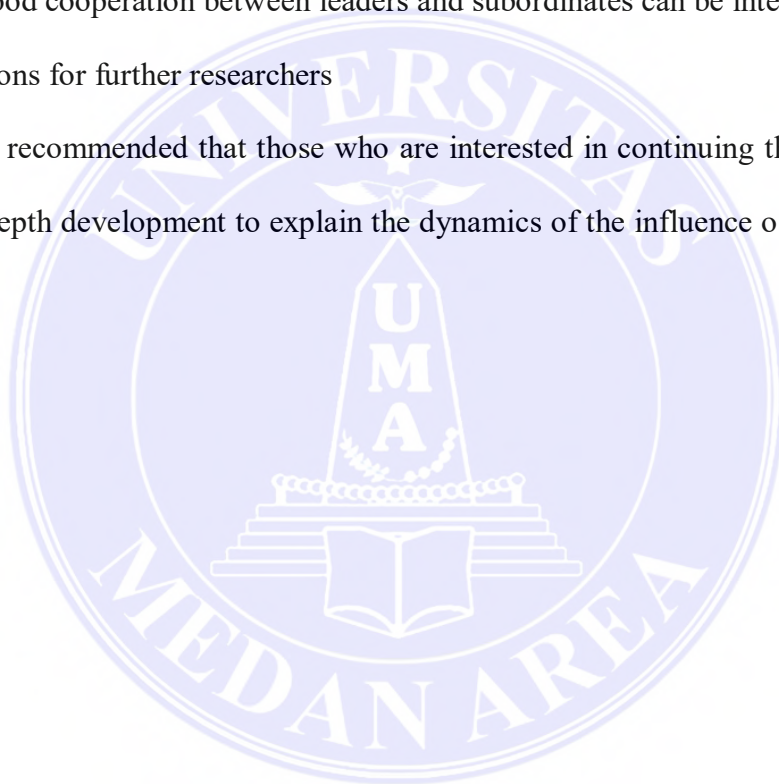 ood cooperation between leaders and subordinates can be inte
ons for further researchers
recommended that those who are interested in continuing th
epth development to explain the dynamics of the influence o
UNIVERSITAS
U
M
A
MEDAN AREA